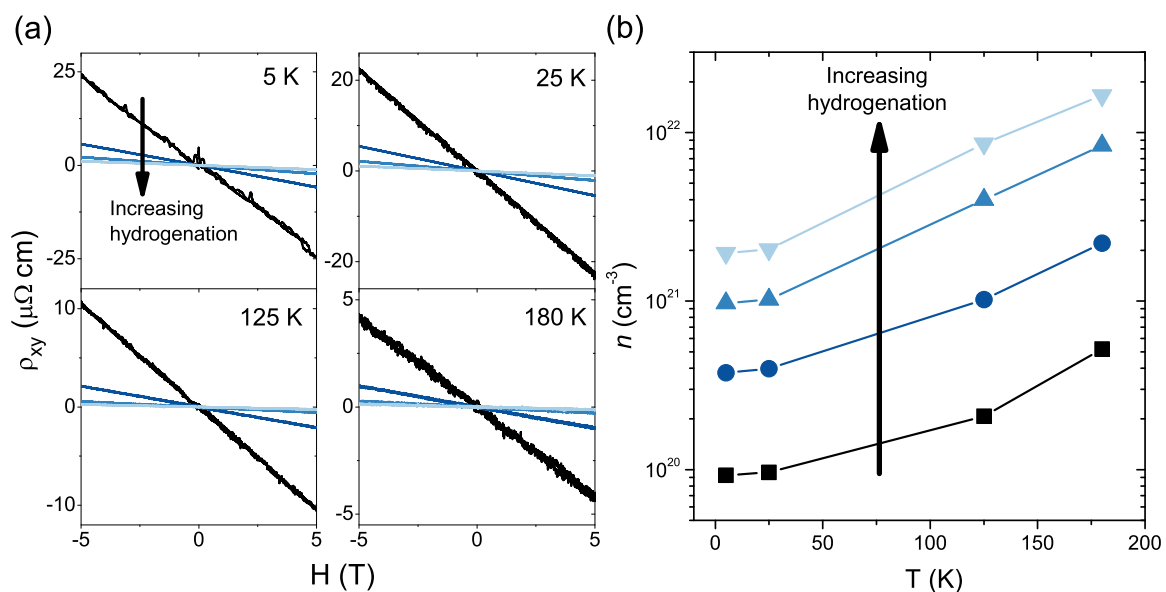 (a)
25
0
-25
5 K
Increasing
hydrogenation
20
0
-20
25 K
10
0
-10
125 K
-5
0
5
5
0
-5
180 K
-5
0
5
ρxy (μΩ cm)
H (T)
(b)
Increasing
hydrogenation
10^22
10^21
10^20
n (cm^-3)
0
50
100
150
200
T (K)